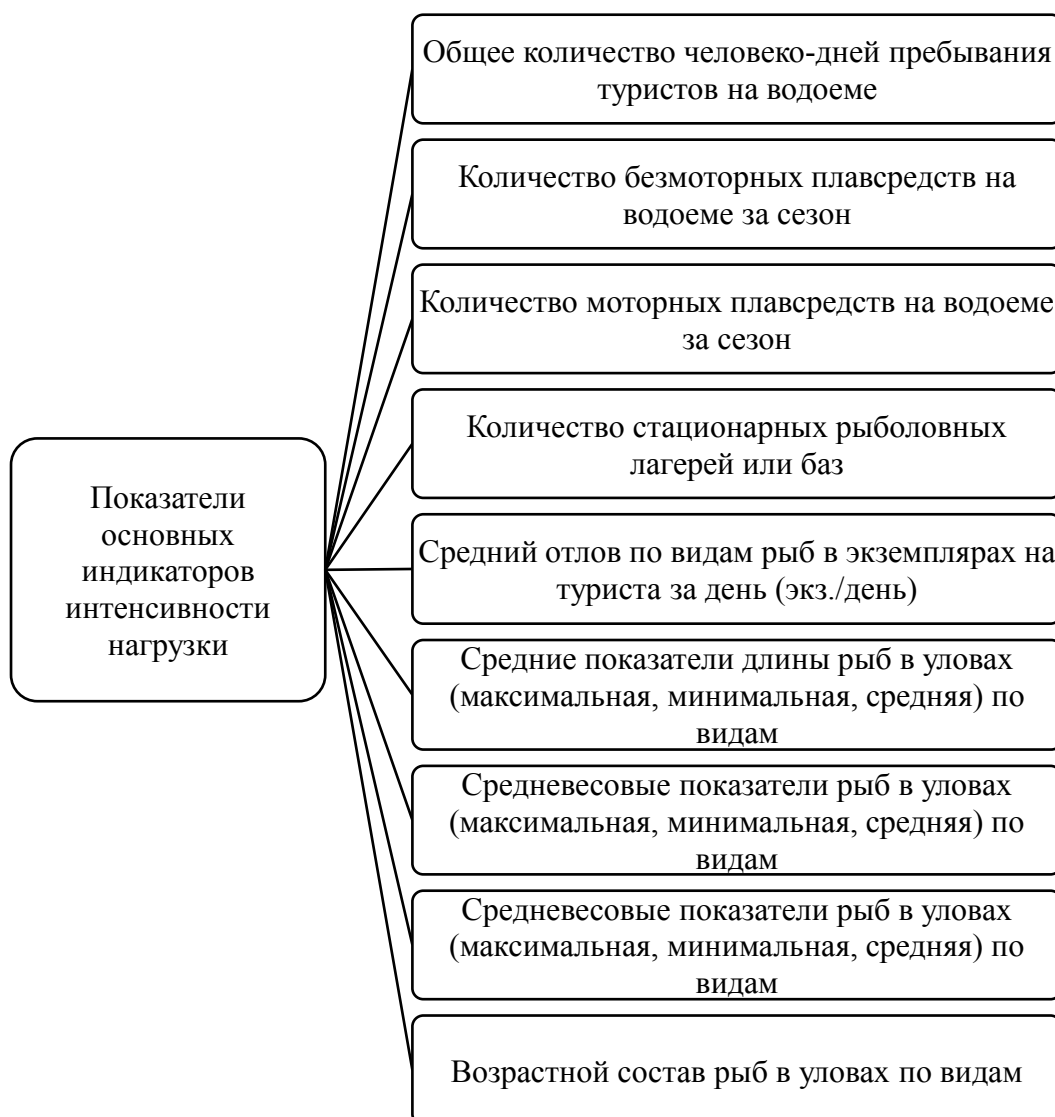 Показатели
основных
индикаторов
интенсивности
нагрузки
Общее количество человеко-дней пребывания
туристов на водоеме
Количество безмоторных плавсредств на
водоеме за сезон
Количество моторных плавсредств на водоеме
за сезон
Количество стационарных рыболовных
лагерей или баз
Средний отлов по видам рыб в экземплярах на
туриста за день (экз./день)
Средние показатели длины рыб в уловах
(максимальная, минимальная, средняя) по
видам
Средневесовые показатели рыб в уловах
(максимальная, минимальная, средняя) по
видам
Средневесовые показатели рыб в уловах
(максимальная, минимальная, средняя) по
видам
Возрастной состав рыб в уловах по видам